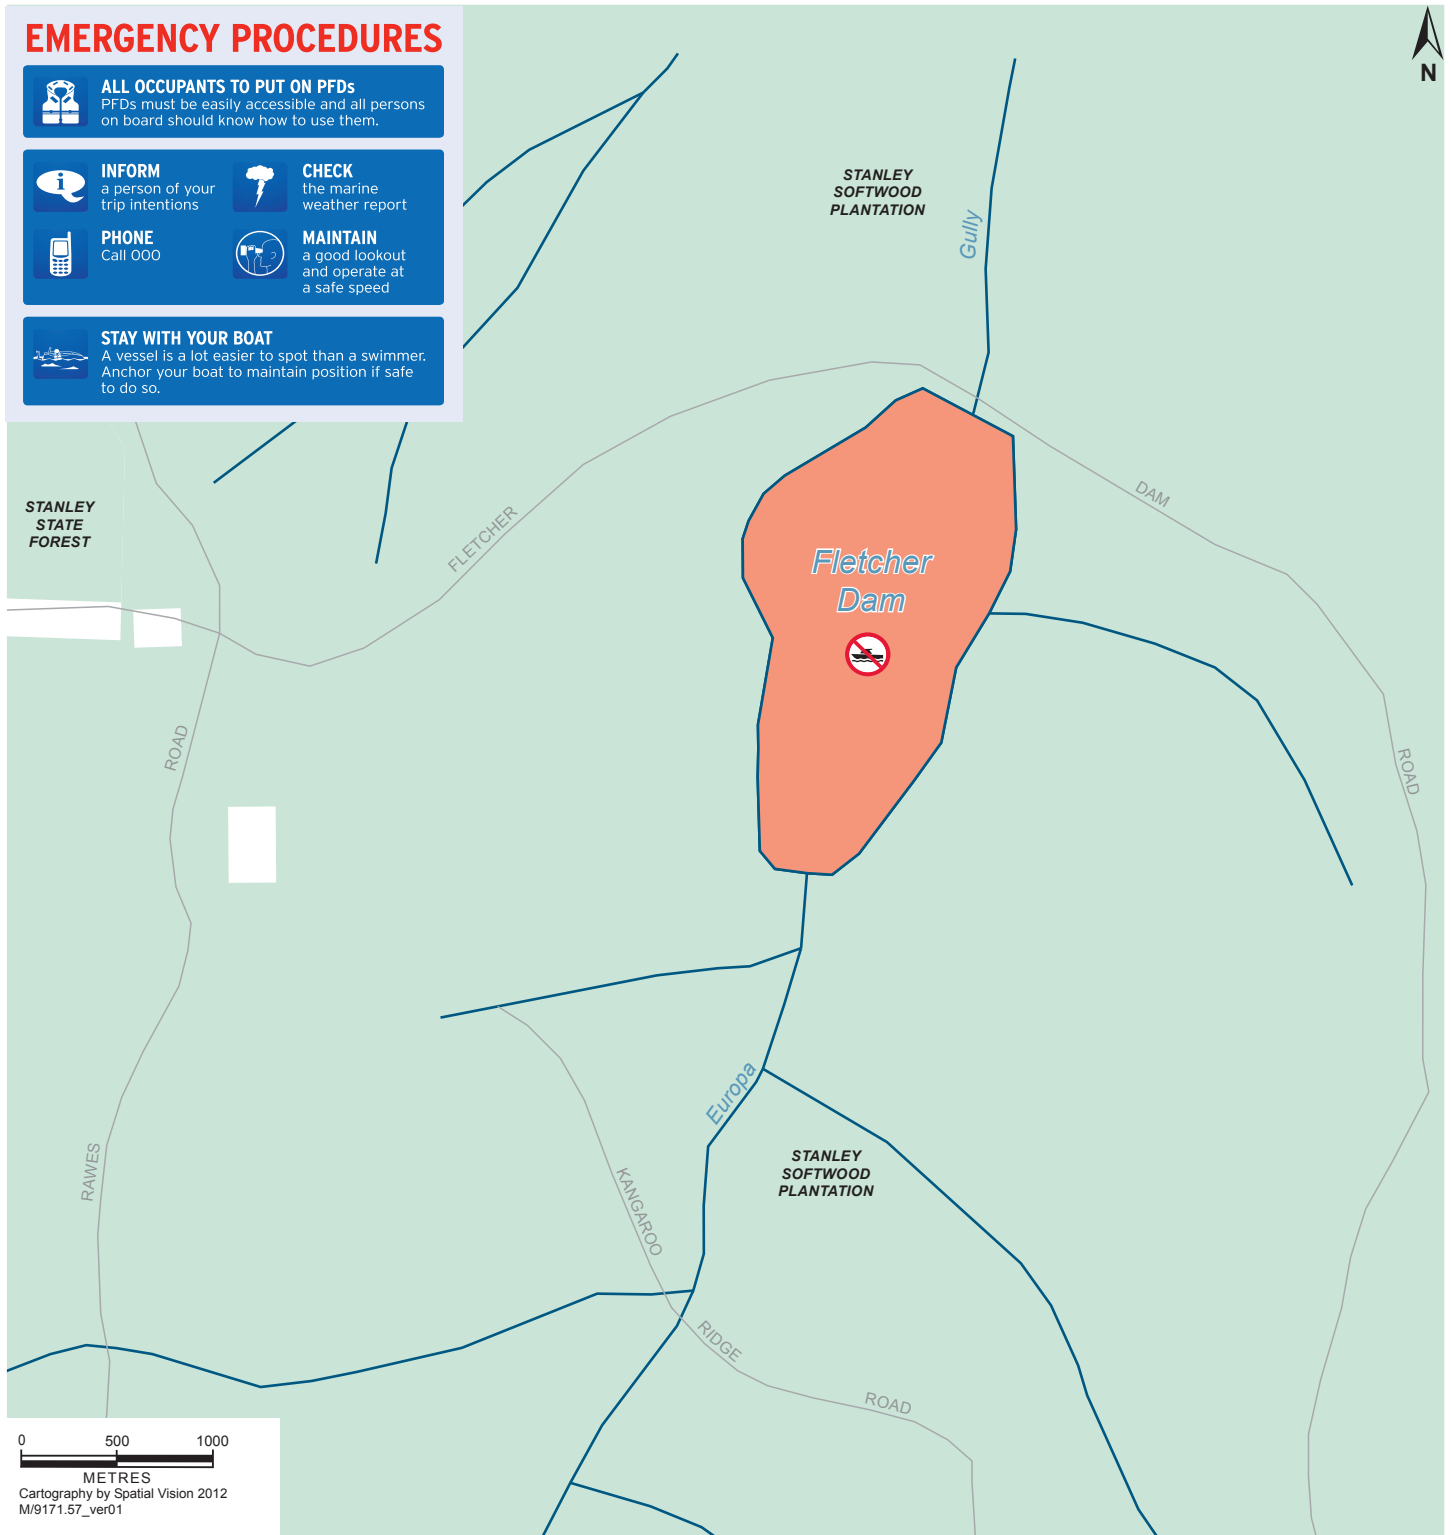 EMERGENCY PROCEDURES
ALL OCCUPANTS TO PUT ON PFDs
PFDs must be easily accessible and all persons
on board should know how to use them.
INFORM
a person of your
trip intentions
CHECK
the marine
weather report
PHONE
Call 000
MAINTAIN
a good lookout
and operate at
a safe speed
STAY WITH YOUR BOAT
A vessel is a lot easier to spot than a swimmer.
Anchor your boat to maintain position if safe
to do so.
N
STANLEY
SOFTWOOD
PLANTATION
Gully
STANLEY
STATE
FOREST
FLETCHER
DAM
ROAD
Fletcher
Dam
ROAD
RAWES
Europa
STANLEY
SOFTWOOD
PLANTATION
KANGAROO
RIDGE
ROAD
0 500 1000
METRES
Cartography by Spatial Vision 2012
M/9171.57_ver01